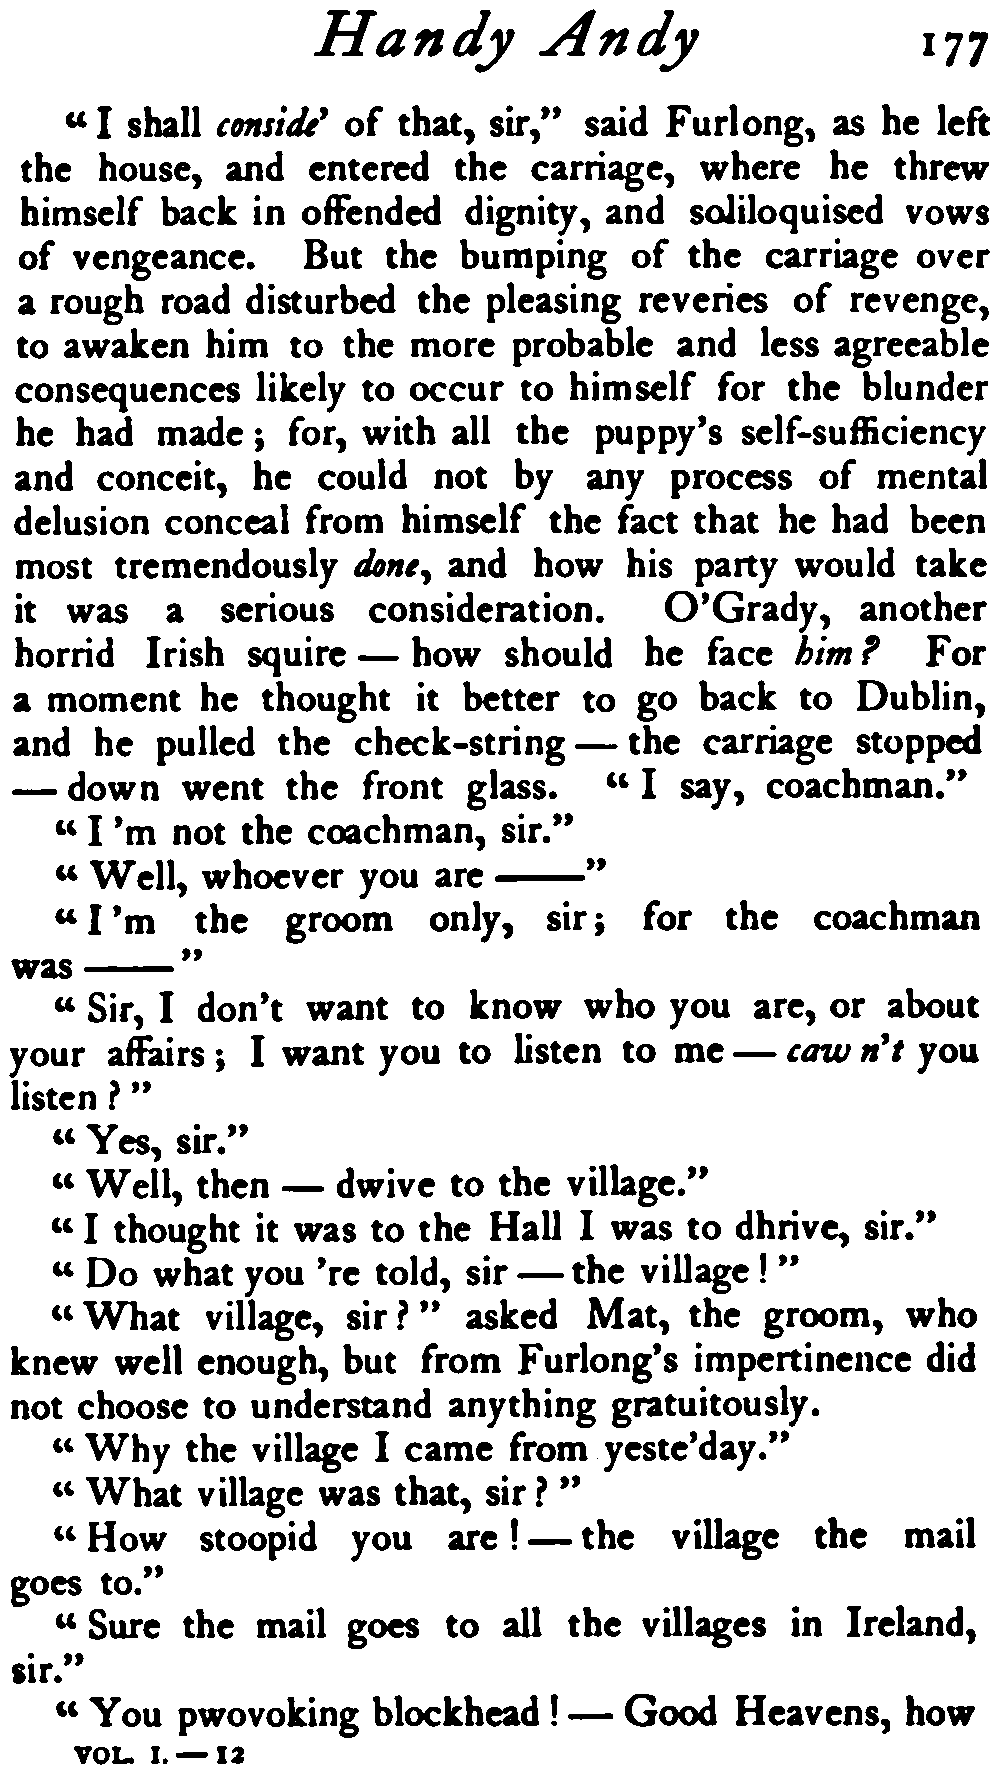 Handy Andy 177
“I shall conside’ of that, sir,” said Furlong, as he left
the house, and entered the carriage, where he threw
himself back in offended dignity, and soliloquised vows
of vengeance. But the bumping of the carriage over
a rough road disturbed the pleasing reveries of revenge,
to awaken him to the more probable and less agreeable
consequences likely to occur to himself for the blunder
he had made; for, with all the puppy’s self-sufficiency
and conceit, he could not by any process of mental
delusion conceal from himself the fact that he had been
most tremendously done, and how his party would take
it was a serious consideration. O’Grady, another
horrid Irish squire — how should he face him? For
a moment he thought it better to go back to Dublin,
and he pulled the check-string — the carriage stopped
— down went the front glass. “I say, coachman.”
“I ’m not the coachman, sir.”
“Well, whoever you are ——”
“I ’m the groom only, sir; for the coachman
was ——”
“Sir, I don’t want to know who you are, or about
your affairs; I want you to listen to me — cawn’t you
listen?”
“Yes, sir.”
“Well, then — dwive to the village.”
“I thought it was to the Hall I was to dhrive, sir.”
“Do what you ’re told, sir — the village!”
“What village, sir?” asked Mat, the groom, who
knew well enough, but from Furlong’s impertinence did
not choose to understand anything gratuitously.
“Why the village I came from yeste’day.”
“What village was that, sir?”
“How stoopid you are! — the village the mail
goes to.”
“Sure the mail goes to all the villages in Ireland,
sir.”
“You pwovoking blockhead! — Good Heavens, how
VOL. I. — 12